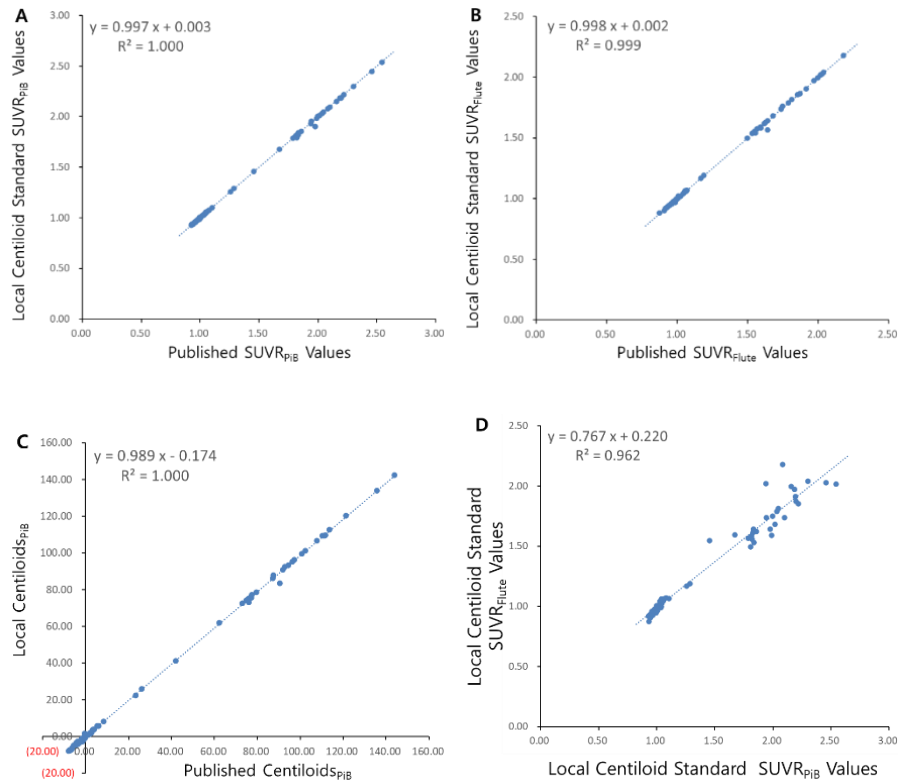 A
y = 0.997 x + 0.003
R² = 1.000
Local Centiloid Standard SUVR_PiB Values
3.00
2.50
2.00
1.50
1.00
0.50
0.00
0.00 0.50 1.00 1.50 2.00 2.50 3.00
Published SUVR_PiB Values
B
y = 0.998 x + 0.002
R² = 0.999
Local Centiloid Standard SUVR_Flute Values
2.50
2.00
1.50
1.00
0.50
0.00
0.00 0.50 1.00 1.50 2.00 2.50
Published SUVR_Flute Values
C
y = 0.989 x - 0.174
R² = 1.000
Local Centiloids_PiB
160.00
140.00
120.00
100.00
80.00
60.00
40.00
20.00
0.00
(20.00)
(20.00) 0.00 20.00 40.00 60.00 80.00 100.00 120.00 140.00 160.00
Published Centiloids_PiB
D
y = 0.767 x + 0.220
R² = 0.962
Local Centiloid Standard
SUVR_Flute Values
2.50
2.00
1.50
1.00
0.50
0.00
0.00 0.50 1.00 1.50 2.00 2.50 3.00
Local Centiloid Standard SUVR_PiB Values